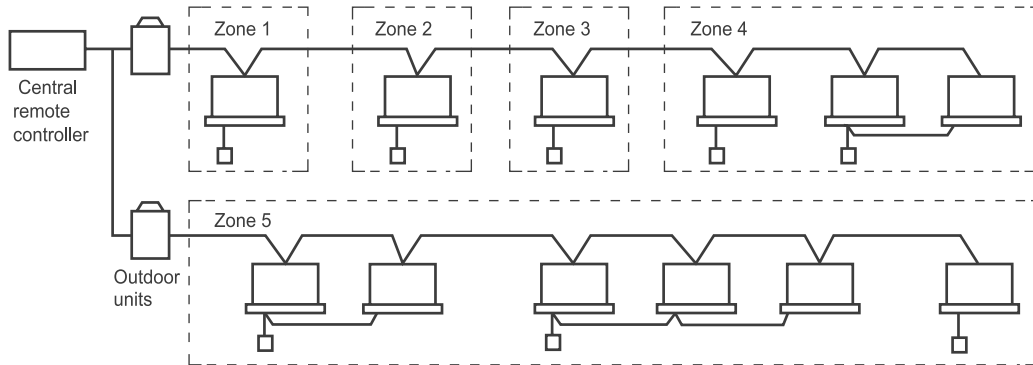 Zone 1
Zone 2
Zone 3
Zone 4
Central
remote
controller
Zone 5
Outdoor
units